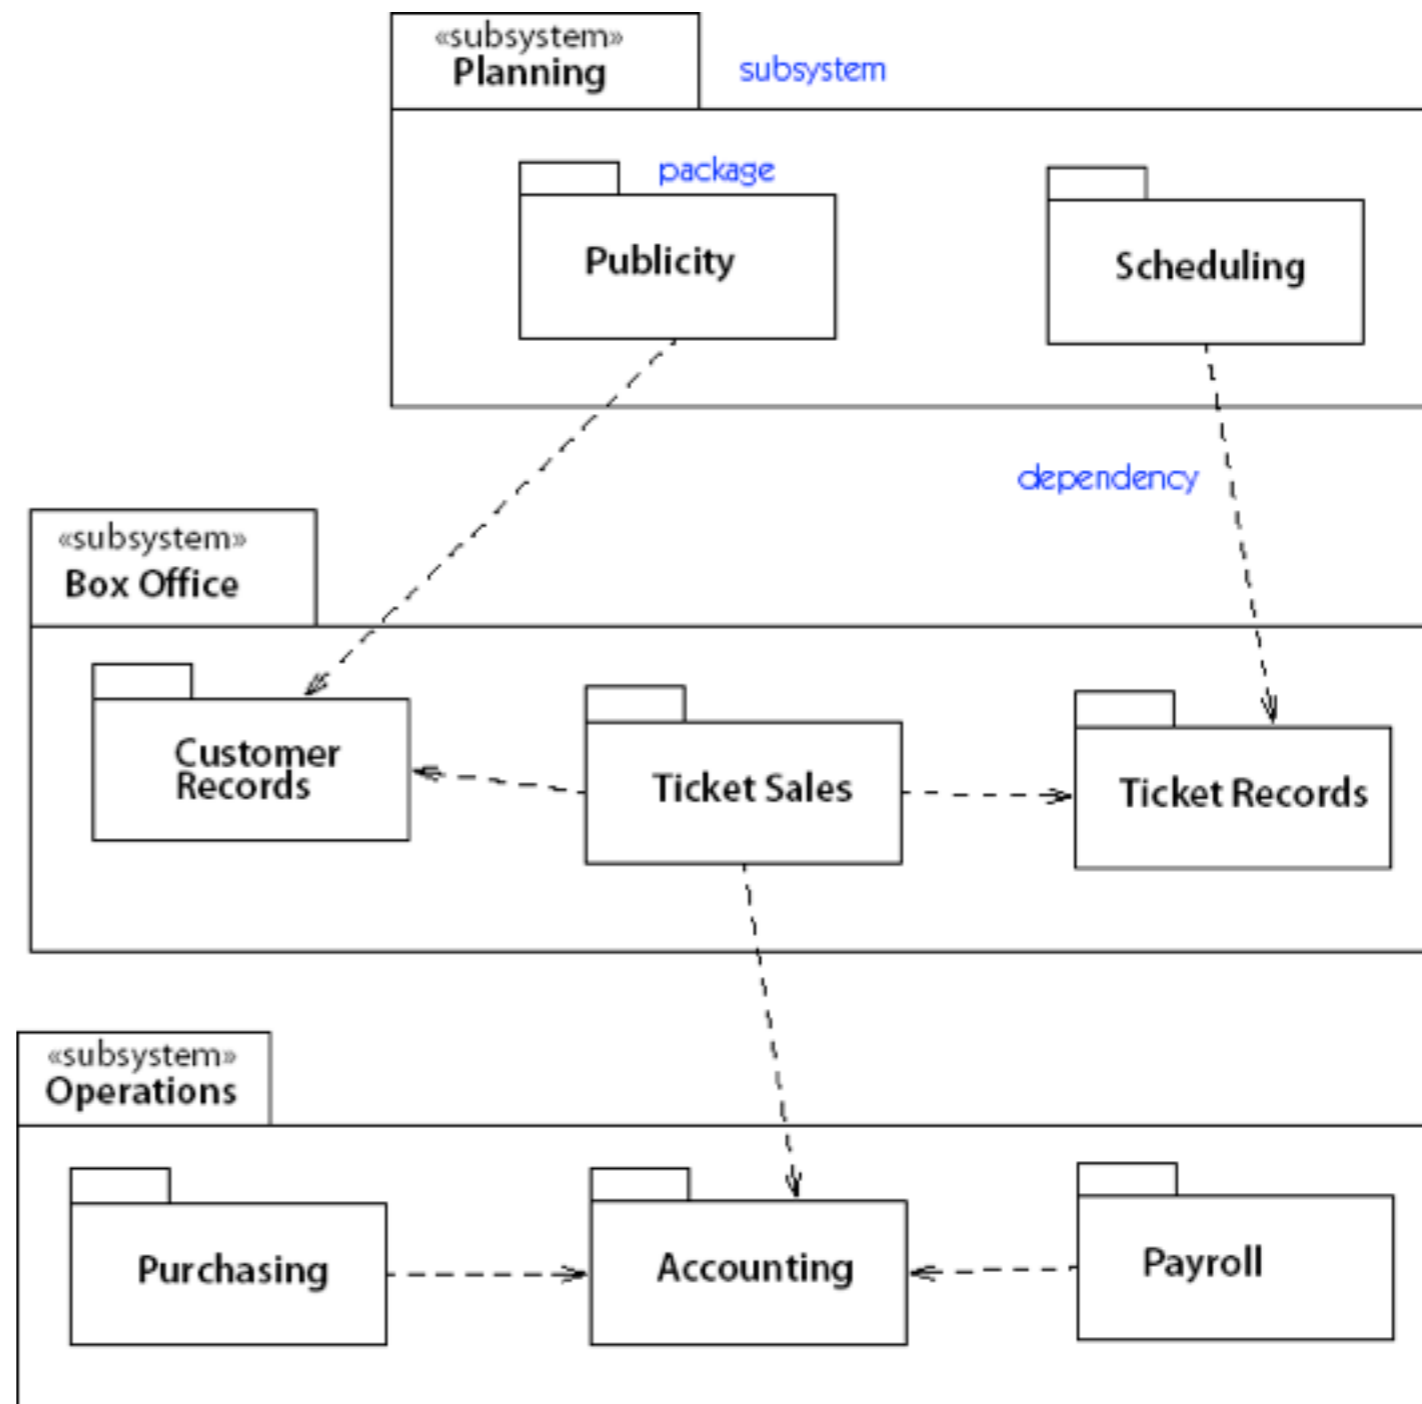 «subsystem»
Planning
subsystem
package
Publicity
Scheduling
dependency
«subsystem»
Box Office
Customer
Records
Ticket Sales
Ticket Records
«subsystem»
Operations
Purchasing
Accounting
Payroll